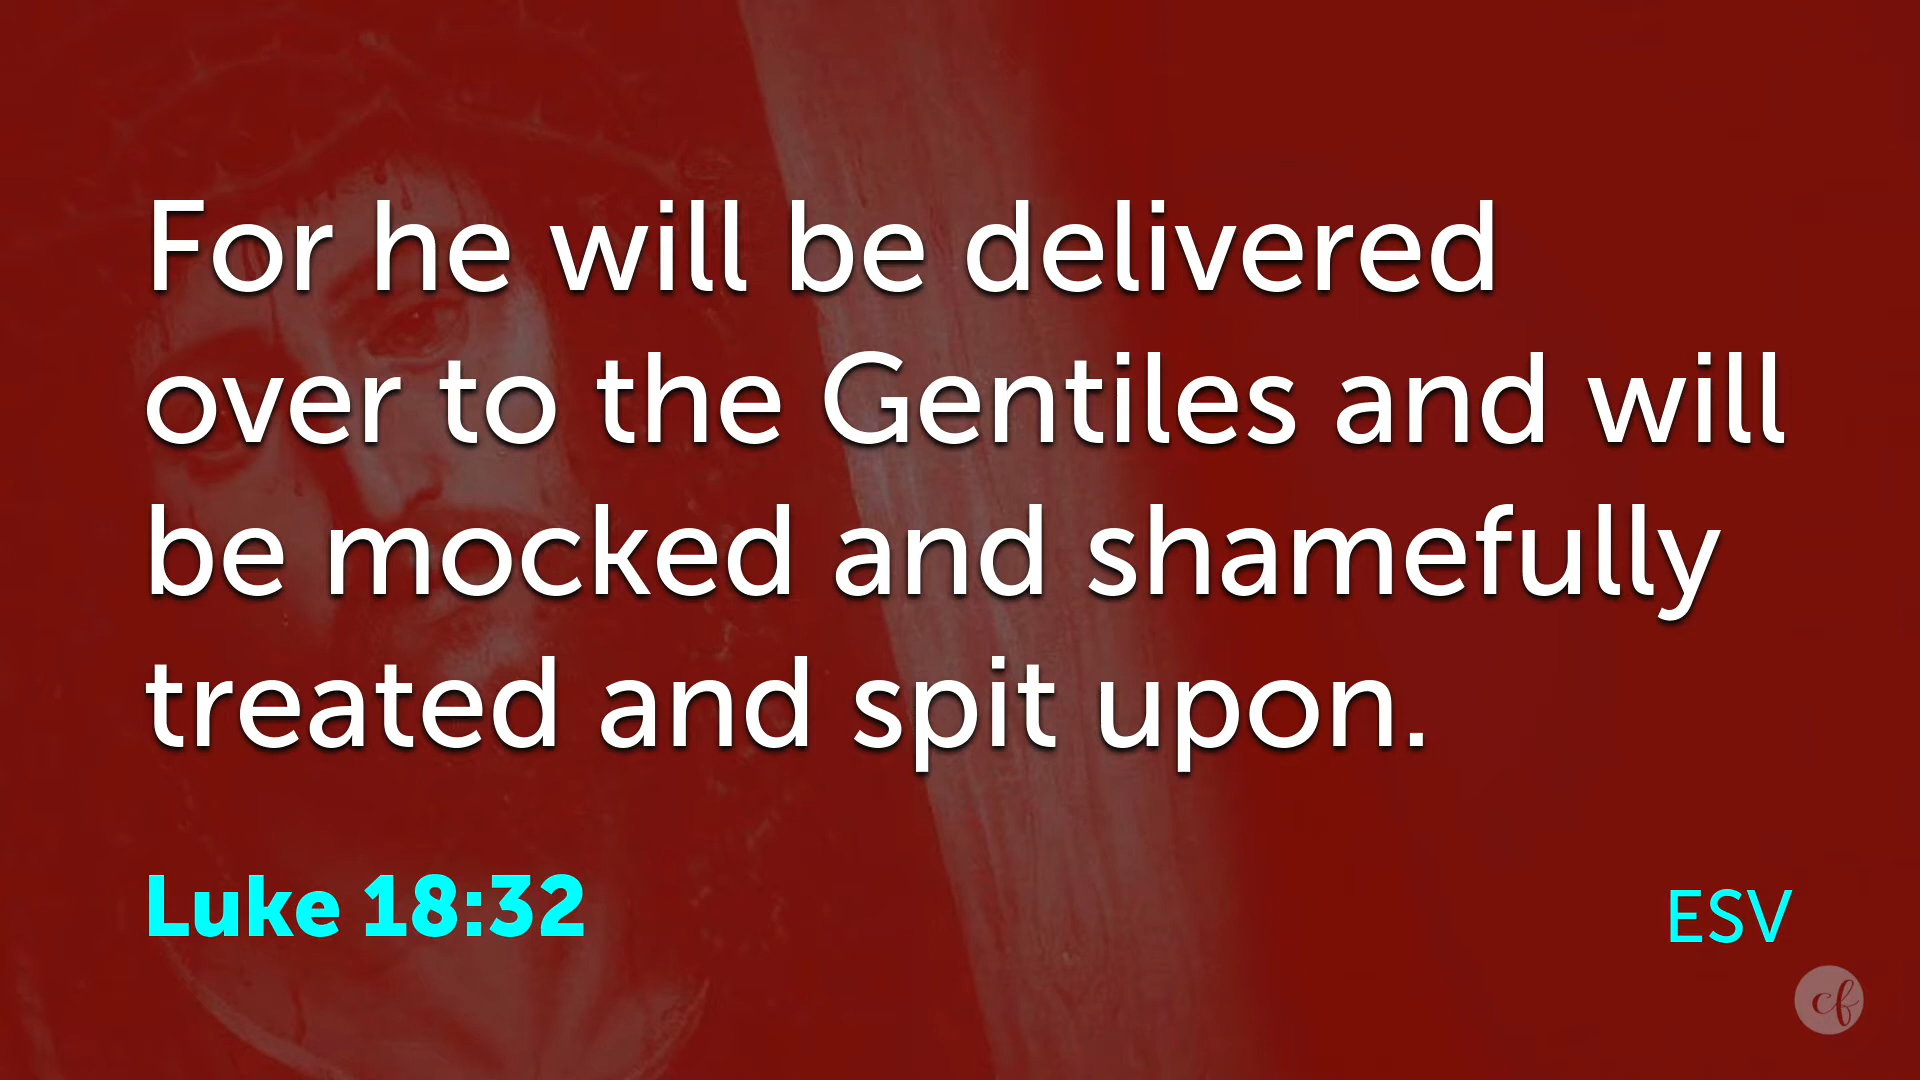 For he will be delivered
over to the Gentiles and will
be mocked and shamefully
treated and spit upon.
Luke 18:32
ESV
cf